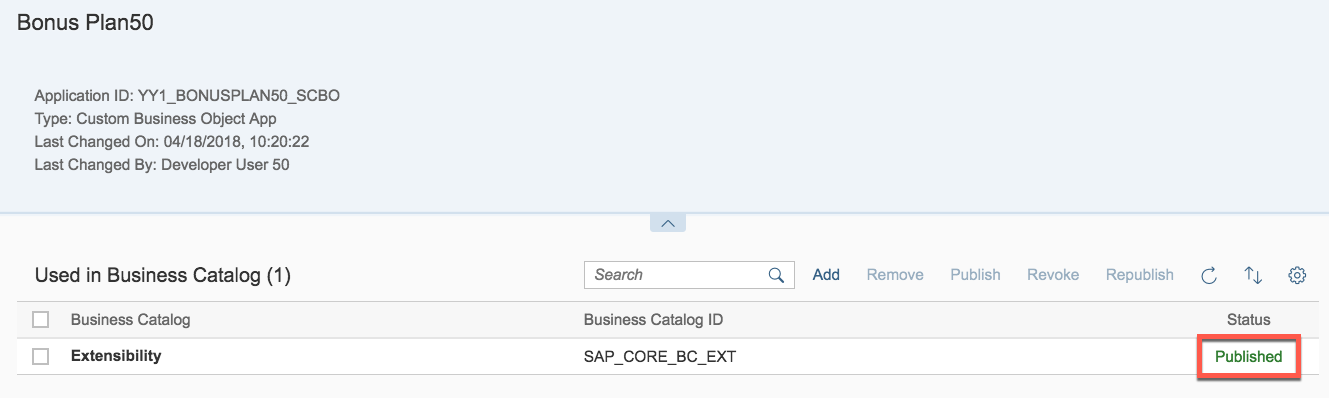 Bonus Plan50
Application ID: YY1_BONUSPLAN50_SCBO
Type: Custom Business Object App
Last Changed On: 04/18/2018, 10:20:22
Last Changed By: Developer User 50
Used in Business Catalog (1) Search Add Remove Publish Revoke Republish
Business Catalog Business Catalog ID Status
Extensibility SAP_CORE_BC_EXT Published